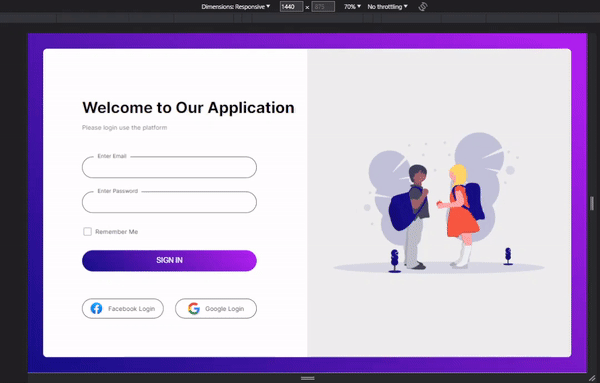 Dimensions: Responsive ▼ 1440 × 875 70% ▼ No throttling ▼
Welcome to Our Application
Please login use the platform
Enter Email
Enter Password
Remember Me
SIGN IN
Facebook Login Google Login